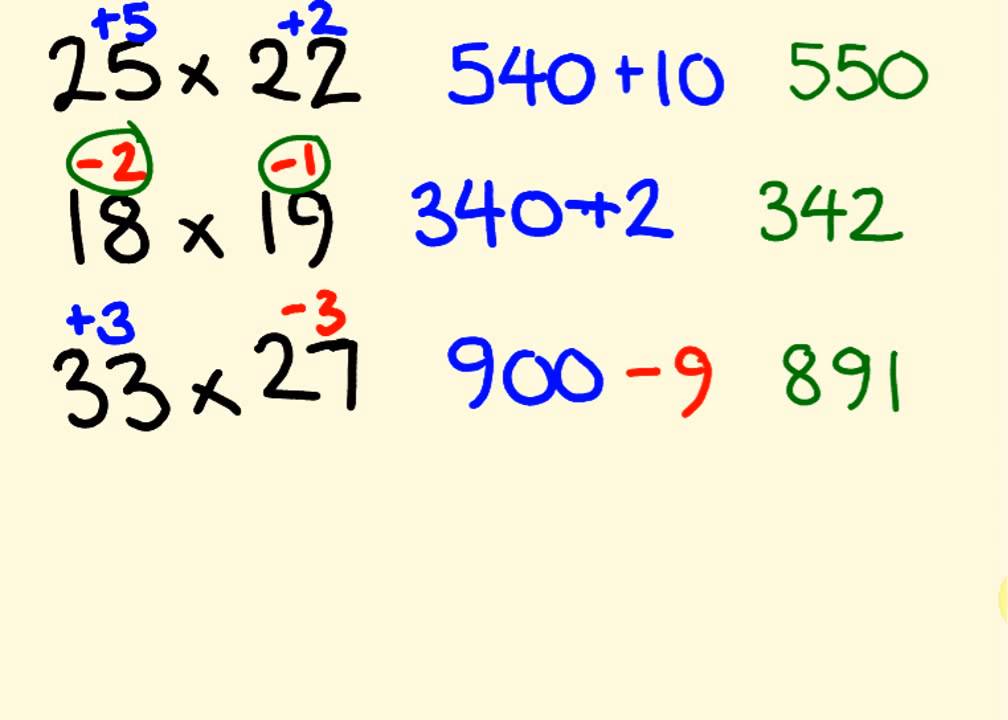 +5 +2
25 x 22 540 +10 550
-2 -1
18 x 19 340 +2 342
+3 -3
33 x 27 900 -9 891